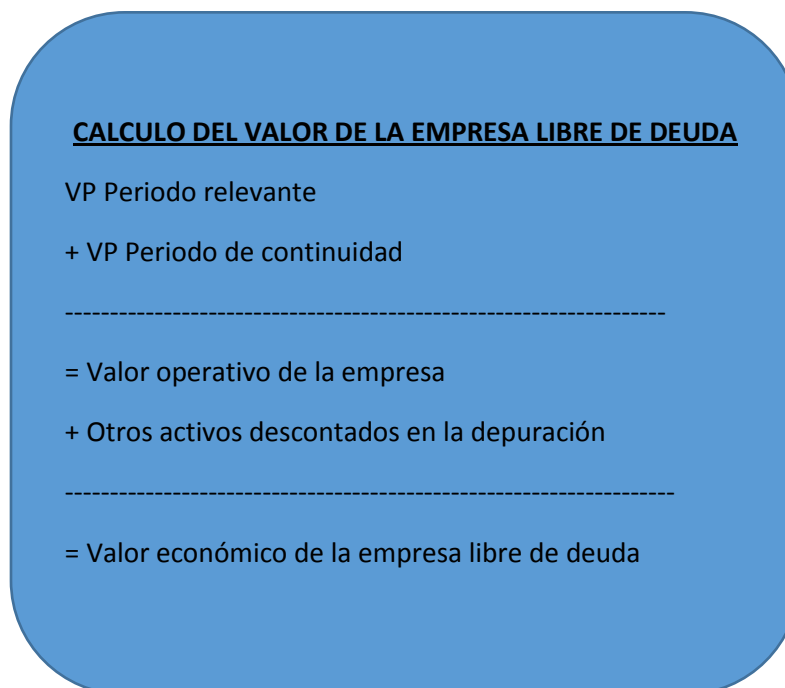 CALCULO DEL VALOR DE LA EMPRESA LIBRE DE DEUDA
VP Periodo relevante
+ VP Periodo de continuidad
-------------------------------------------------------------------
= Valor operativo de la empresa
+ Otros activos descontados en la depuración
--------------------------------------------------------------------
= Valor económico de la empresa libre de deuda